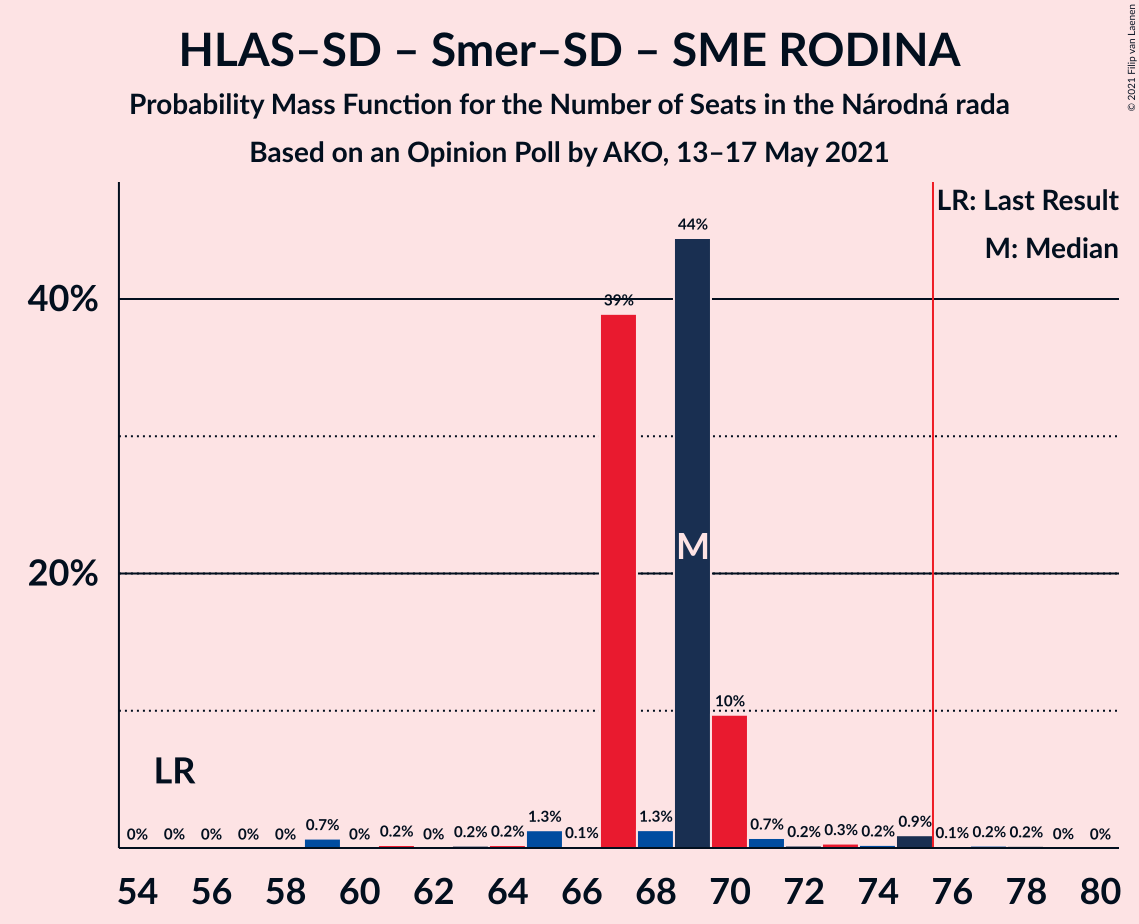 HLAS–SD – Smer–SD – SME RODINA
Probability Mass Function for the Number of Seats in the Národná rada
Based on an Opinion Poll by AKO, 13–17 May 2021
© 2021 Filip van Laenen
LR: Last Result
M: Median
44%
40%
39%
M
20%
10%
LR
0% 0% 0% 0% 0% 0.7% 0% 0.2% 0% 0.2% 0.2% 1.3% 0.1% 1.3% 0.7% 0.2% 0.3% 0.2% 0.9% 0.1% 0.2% 0.2% 0% 0%
54 56 58 60 62 64 66 68 70 72 74 76 78 80